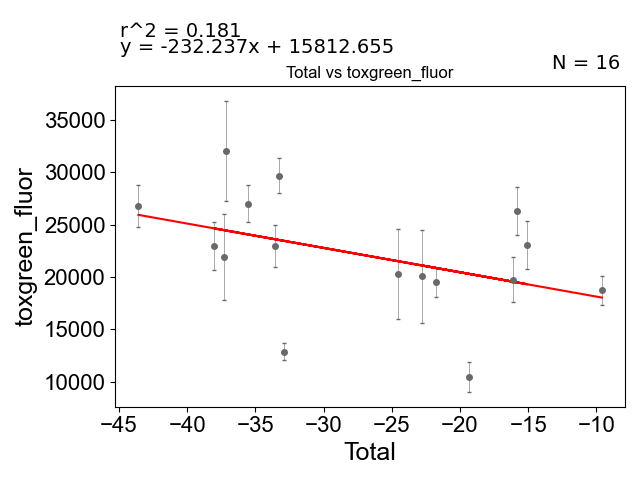 r^2 = 0.181
y = -232.237x + 15812.655
N = 16
Total vs toxgreen_fluor
35000
30000
25000
20000
15000
10000
toxgreen_fluor
−45 −40 −35 −30 −25 −20 −15 −10
Total